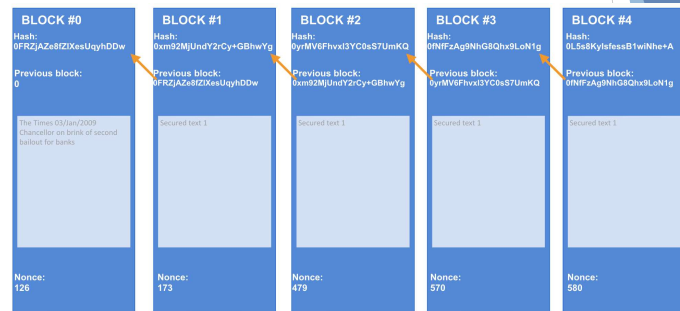 BLOCK #0
Hash:
0FRZjAZe8fZIXesUqyhDDw
Previous block:
0
The Times 03/Jan/2009
Chancellor on brink of second
bailout for banks
Nonce:
126
BLOCK #1
Hash:
0xm92MjUndY2rCy+GBhwYg
Previous block:
0FRZjAZe8fZIXesUqyhDDw
Secured text 1
Nonce:
173
BLOCK #2
Hash:
0yrMV6FhvxI3YC0sS7UmKQ
Previous block:
0xm92MjUndY2rCy+GBhwYg
Secured text 1
Nonce:
479
BLOCK #3
Hash:
0fNfFzAg9NhG8Qhx9LoN1g
Previous block:
0yrMV6FhvxI3YC0sS7UmKQ
Secured text 1
Nonce:
570
BLOCK #4
Hash:
0L5s8KylsfessB1wiNhe+A
Previous block:
0fNfFzAg9NhG8Qhx9LoN1g
Secured text 1
Nonce:
580